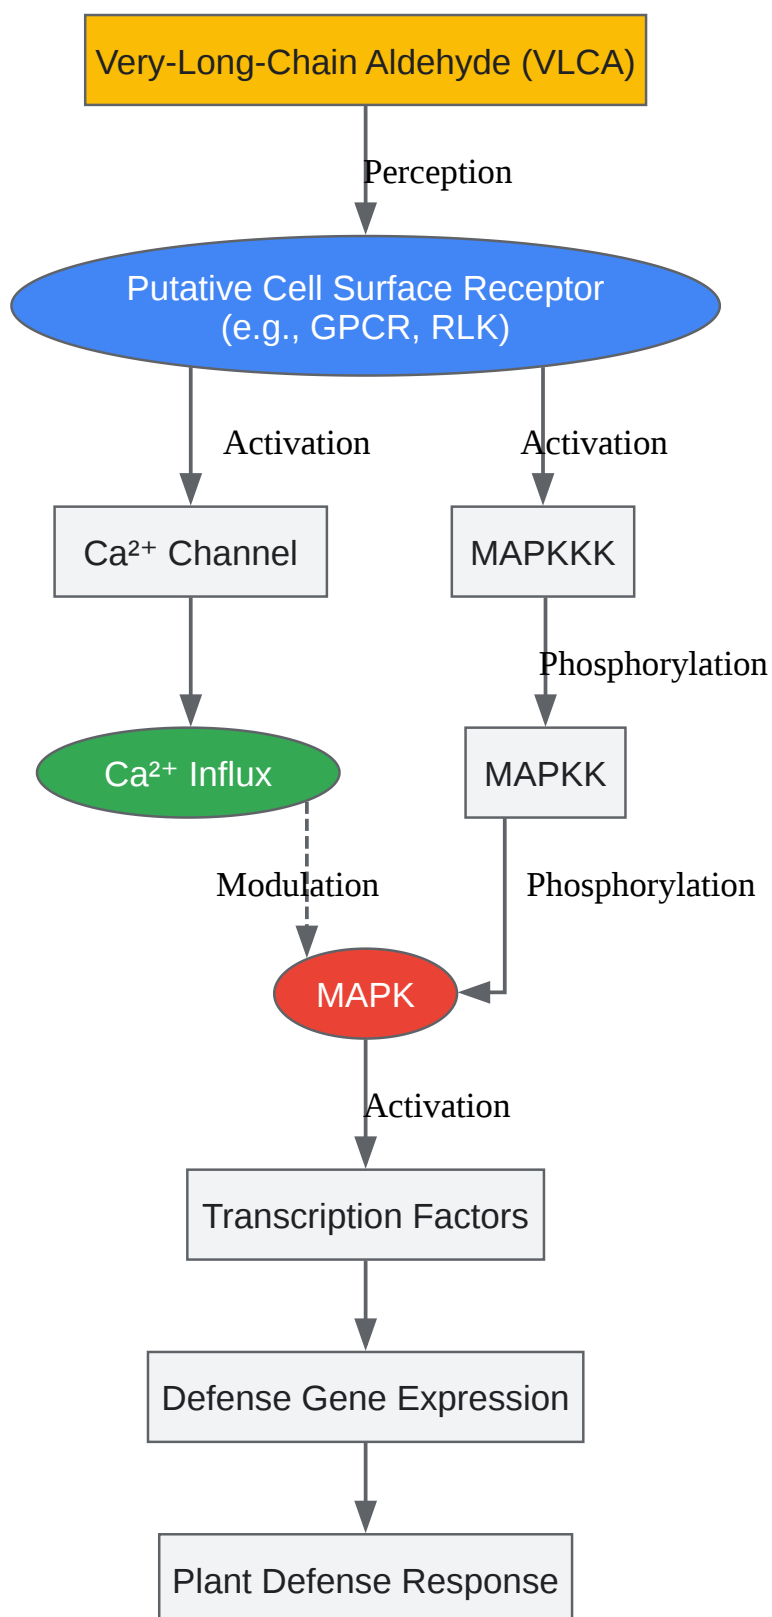 Very-Long-Chain Aldehyde (VLCA)
Perception
Putative Cell Surface Receptor
(e.g., GPCR, RLK)
Activation
Activation
Ca²⁺ Channel
MAPKKK
Phosphorylation
Ca²⁺ Influx
MAPKK
Modulation
Phosphorylation
MAPK
Activation
Transcription Factors
Defense Gene Expression
Plant Defense Response